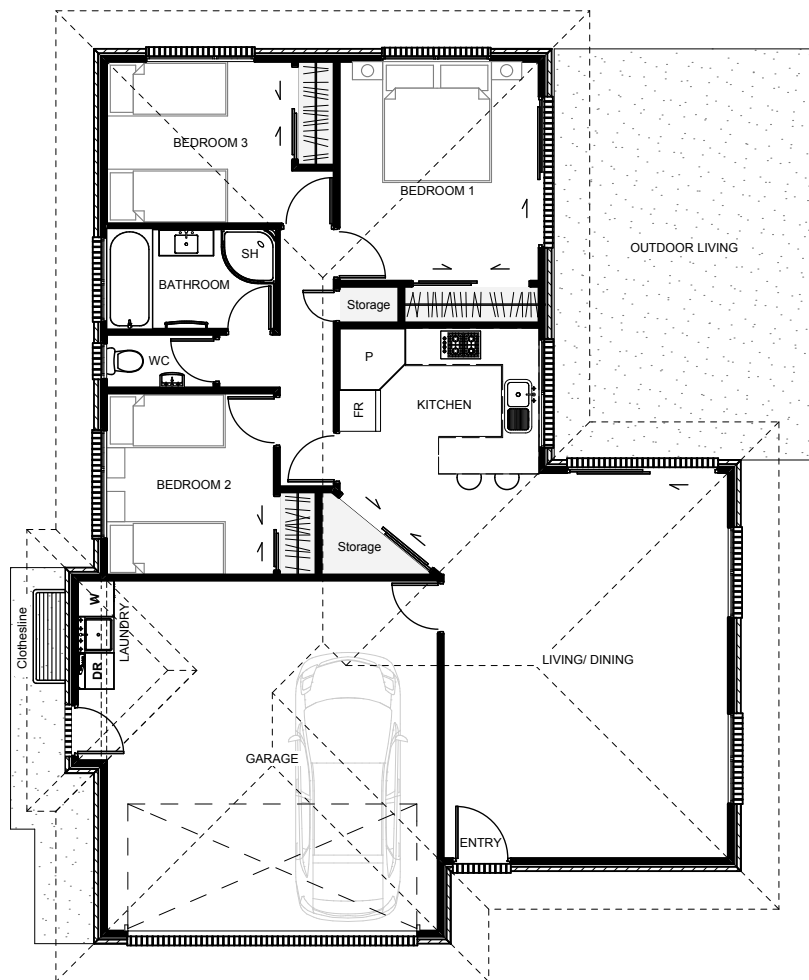 BEDROOM 3
BEDROOM 1
OUTDOOR LIVING
SH
BATHROOM
Storage
WC
P
FR
KITCHEN
BEDROOM 2
Storage
Clothesline
W
LAUNDRY
DR
LIVING/ DINING
GARAGE
ENTRY